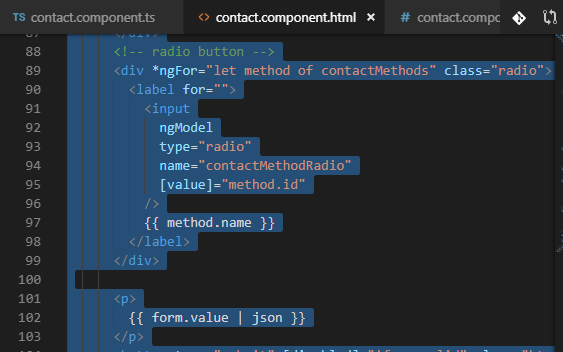 TS contact.component.ts
<> contact.component.html ×
# contact.compo
87 </div>
88 <!-- radio button -->
89 <div *ngFor="let method of contactMethods" class="radio">
90 <label for="">
91 <input
92 ngModel
93 type="radio"
94 name="contactMethodRadio"
95 [value]="method.id"
96 />
97 {{ method.name }}
98 </label>
99 </div>
100
101 <p>
102 {{ form.value | json }}
103 </p>